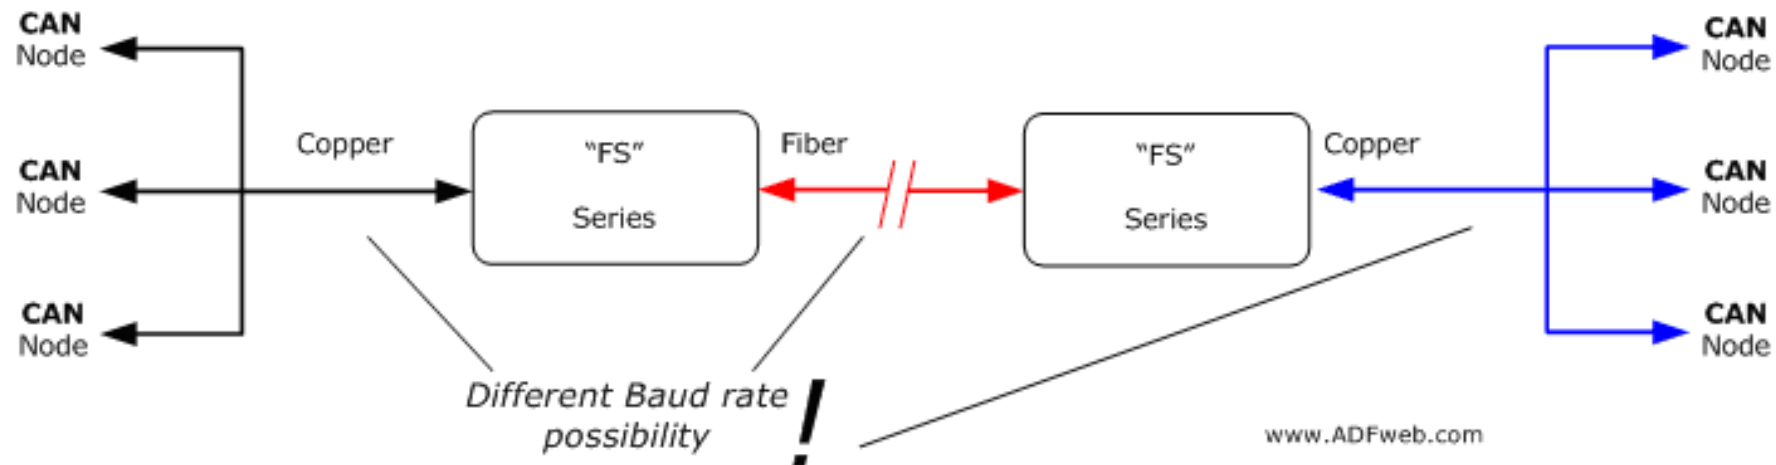 CAN
Node
CAN
Node
CAN
Node
Copper
“FS”
Series
Fiber
“FS”
Series
Copper
CAN
Node
CAN
Node
CAN
Node
Different Baud rate
possibility !
www.ADFweb.com